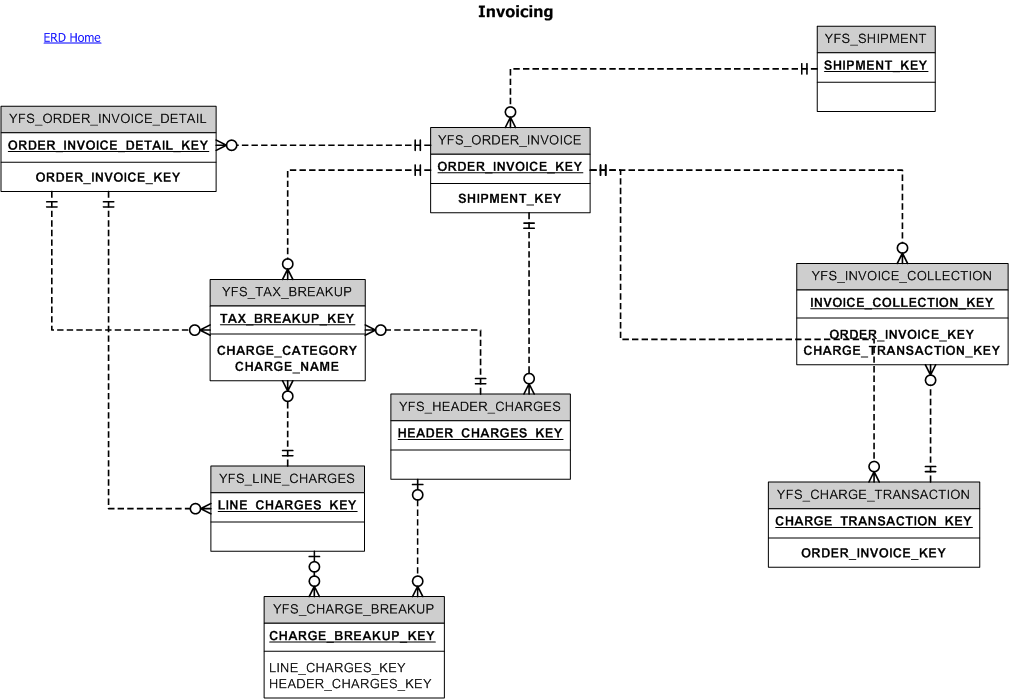 Invoicing
ERD Home
YFS_SHIPMENT
SHIPMENT_KEY
YFS_ORDER_INVOICE_DETAIL
ORDER_INVOICE_DETAIL_KEY
ORDER_INVOICE_KEY
YFS_ORDER_INVOICE
ORDER_INVOICE_KEY
SHIPMENT_KEY
YFS_INVOICE_COLLECTION
INVOICE_COLLECTION_KEY
ORDER_INVOICE_KEY
CHARGE_TRANSACTION_KEY
YFS_TAX_BREAKUP
TAX_BREAKUP_KEY
CHARGE_CATEGORY
CHARGE_NAME
YFS_HEADER_CHARGES
HEADER_CHARGES_KEY
YFS_LINE_CHARGES
LINE_CHARGES_KEY
YFS_CHARGE_TRANSACTION
CHARGE_TRANSACTION_KEY
ORDER_INVOICE_KEY
YFS_CHARGE_BREAKUP
CHARGE_BREAKUP_KEY
LINE_CHARGES_KEY
HEADER_CHARGES_KEY